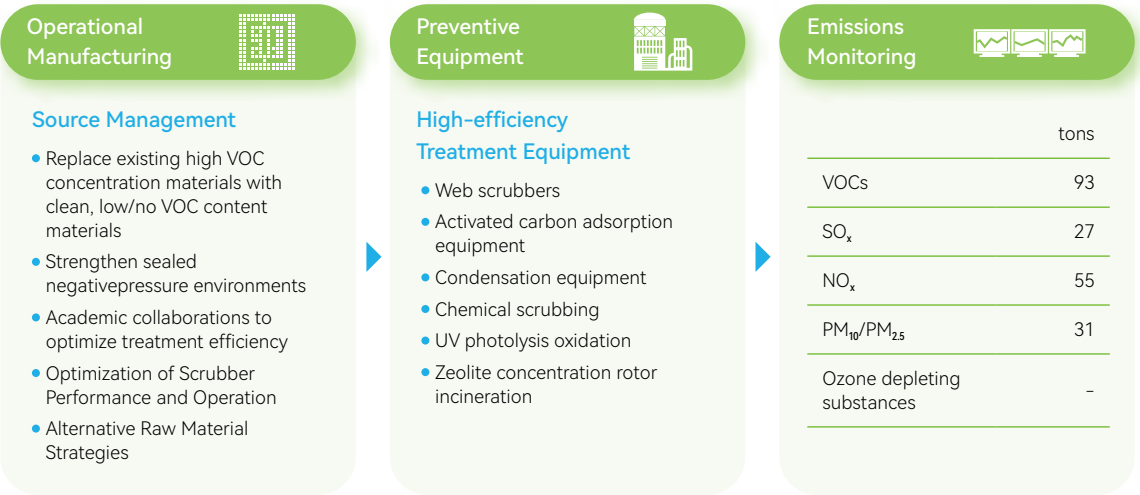 Operational
Manufacturing
Source Management
Replace existing high VOC
concentration materials with
clean, low/no VOC content
materials
Strengthen sealed
negativepressure environments
Academic collaborations to
optimize treatment efficiency
Optimization of Scrubber
Performance and Operation
Alternative Raw Material
Strategies
Preventive
Equipment
High-efficiency
Treatment Equipment
Web scrubbers
Activated carbon adsorption
equipment
Condensation equipment
Chemical scrubbing
UV photolysis oxidation
Zeolite concentration rotor
incineration
Emissions
Monitoring
tons
VOCs 93
SOx 27
NOx 55
PM10/PM2.5 31
Ozone depleting
substances –